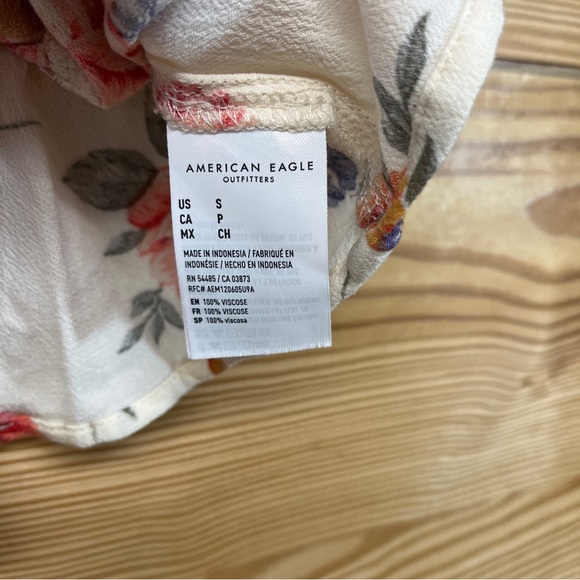 AMERICAN EAGLE
OUTFITTERS
US S
CA P
MX CH
MADE IN INDONESIA / FABRIQUÉ EN
INDONÉSIE / HECHO EN INDONESIA
RN 54485 / CA 03873
RFC# AEM120605U9A
EN 100% VISCOSE
FR 100% VISCOSE
SP 100% viscosa